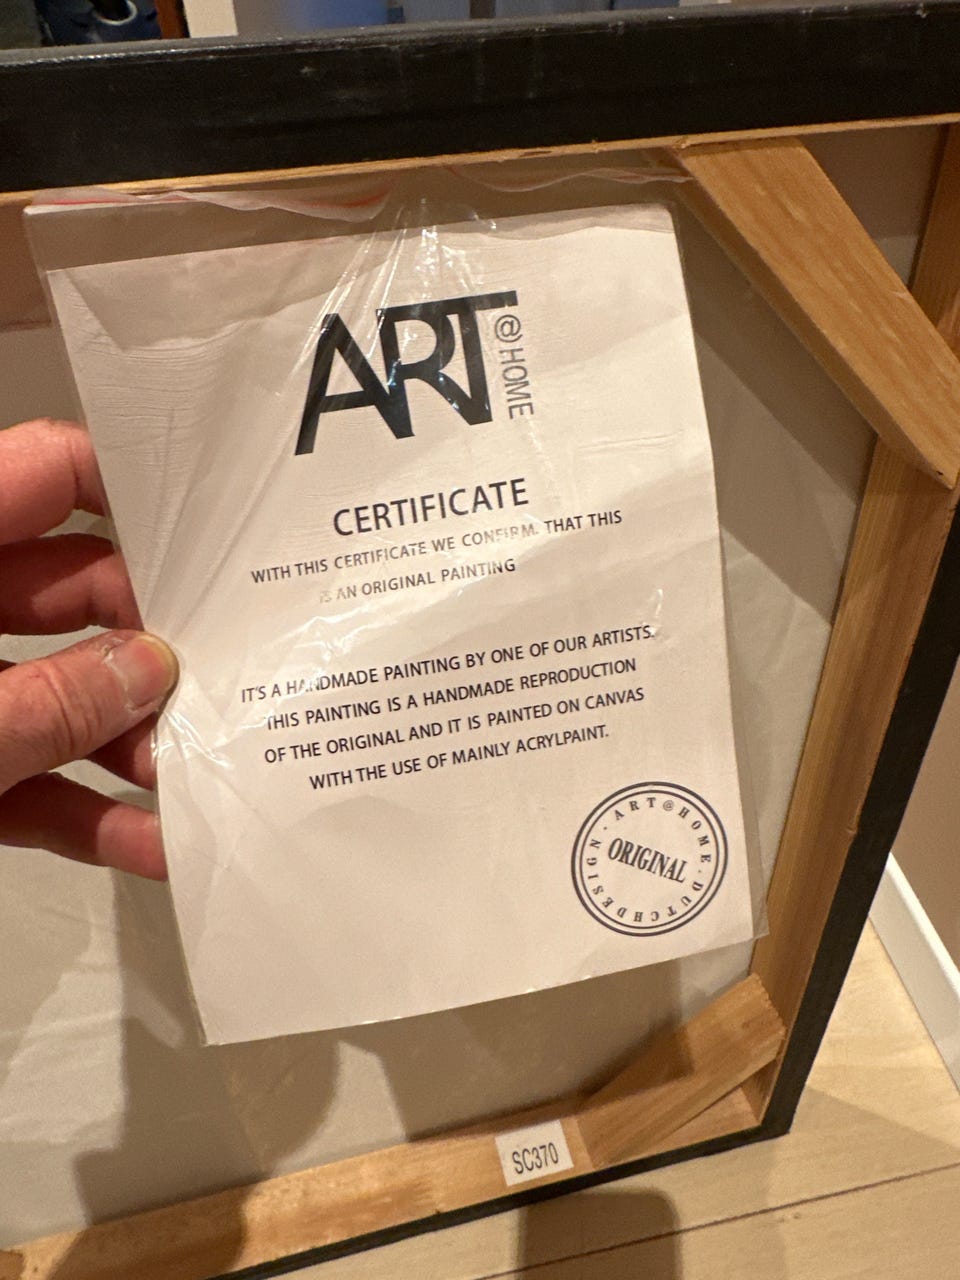 ART
@HOME
CERTIFICATE
WITH THIS CERTIFICATE WE CONFIRM, THAT THIS
IS AN ORIGINAL PAINTING
IT'S A HANDMADE PAINTING BY ONE OF OUR ARTISTS.
THIS PAINTING IS A HANDMADE REPRODUCTION
OF THE ORIGINAL AND IT IS PAINTED ON CANVAS
WITH THE USE OF MAINLY ACRYLPAINT.
· ART@HOME · DUTCHDESIGN
ORIGINAL
SC370